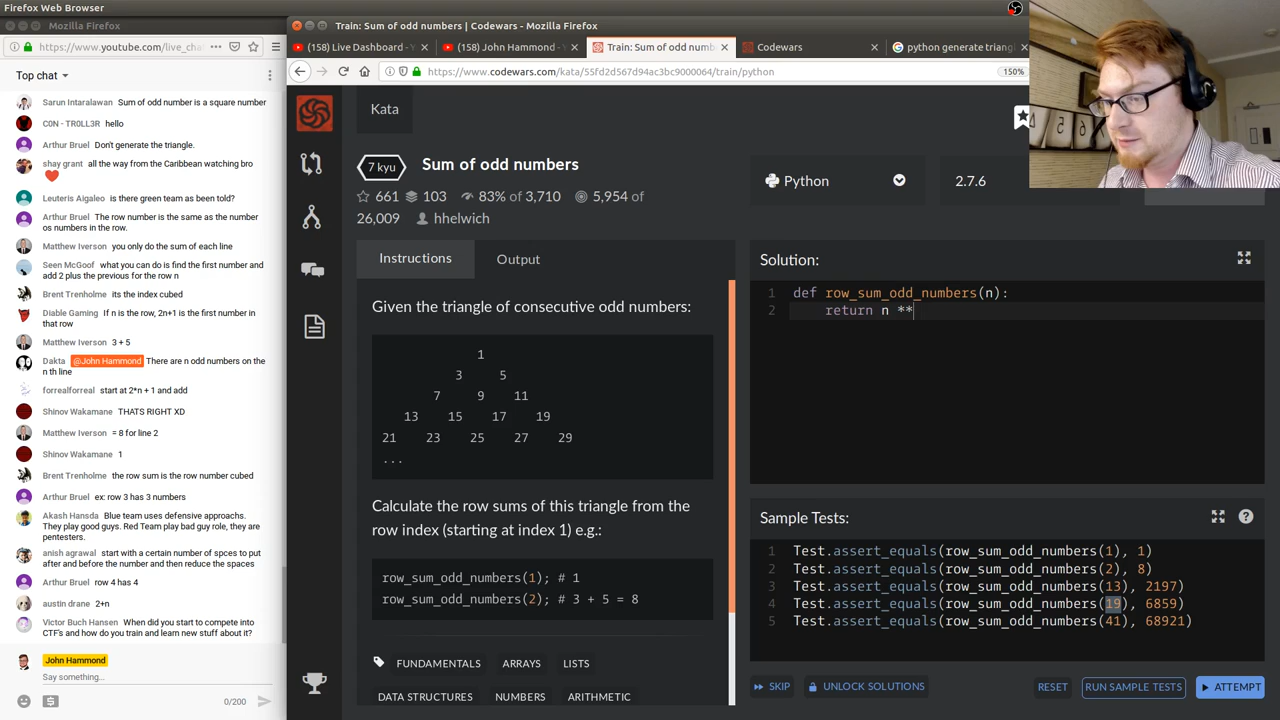 Firefox Web Browser
Mozilla Firefox
https://www.youtube.com/live_cha
Top chat
Sarun Intaralawan Sum of odd number is a square number
C0N - TR0LL3R hello
Arthur Bruel Don't generate the triangle.
shay grant all the way from the Caribbean watching bro
Leuteris Aigaleo is there green team as been told?
Arthur Bruel The row number is the same as the number
os numbers in the row.
Matthew Iverson you only do the sum of each line
Seen McGoof what you can do is find the first number and
add 2 plus the previous for the row n
Brent Trenholme its the index cubed
Diable Gaming If n is the row, 2n+1 is the first number in
that row
Matthew Iverson 3 + 5
Dakta @John Hammond There are n odd numbers on the
n th line
forrealforreal start at 2*n + 1 and add
Shinov Wakamane THATS RIGHT XD
Matthew Iverson = 8 for line 2
Shinov Wakamane 1
Brent Trenholme the row sum is the row number cubed
Arthur Bruel ex: row 3 has 3 numbers
Akash Hansda Blue team uses defensive approachs.
They play good guys. Red Team play bad guy role, they are
pentesters.
anish agrawal start with a certain number of spces to put
after and before the number and then reduce the spaces
Arthur Bruel row 4 has 4
austin drane 2+n
Victor Buch Hansen When did you start to compete into
CTF's and how do you train and learn new stuff about it?
John Hammond
Say something...
0/200
Train: Sum of odd numbers | Codewars - Mozilla Firefox
(158) Live Dashboard - Y
(158) John Hammond -
Train: Sum of odd numb
Codewars
python generate triang
https://www.codewars.com/kata/55fd2d567d94ac3bc9000064/train/python
150%
Kata
7 kyu
Sum of odd numbers
661 103 83% of 3,710 5,954 of
26,009 hhelwich
Python
2.7.6
Instructions
Output
Given the triangle of consecutive odd numbers:
1
3 5
7 9 11
13 15 17 19
21 23 25 27 29
...
Calculate the row sums of this triangle from the
row index (starting at index 1) e.g.:
row_sum_odd_numbers(1); # 1
row_sum_odd_numbers(2); # 3 + 5 = 8
FUNDAMENTALS ARRAYS LISTS
DATA STRUCTURES NUMBERS ARITHMETIC
Solution:
1 def row_sum_odd_numbers(n):
2 return n **
Sample Tests:
1 Test.assert_equals(row_sum_odd_numbers(1), 1)
2 Test.assert_equals(row_sum_odd_numbers(2), 8)
3 Test.assert_equals(row_sum_odd_numbers(13), 2197)
4 Test.assert_equals(row_sum_odd_numbers(19), 6859)
5 Test.assert_equals(row_sum_odd_numbers(41), 68921)
SKIP
UNLOCK SOLUTIONS
RESET
RUN SAMPLE TESTS
ATTEMPT